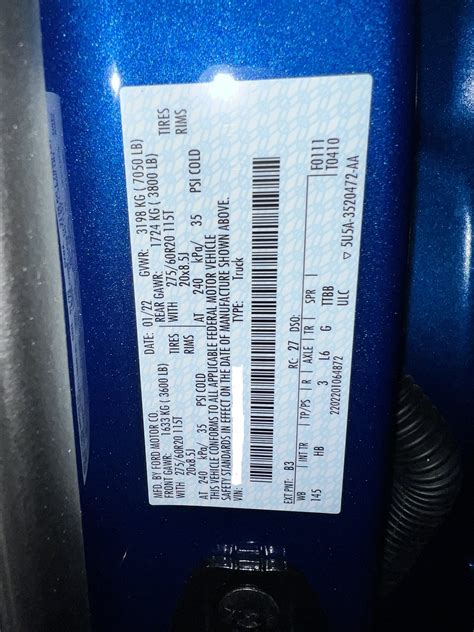 MFD. BY FORD MOTOR CO.
01/22
GVWR: 3198 KG ( 7050 LB)
FRONT GAWR: 1633 KG ( 3600 LB)
REAR GAWR: 1724 KG ( 3800 LB)
WITH 275/60R20 115T
WITH 275/60R20 115T TIRES
20x8.5J RIMS
20x8.5J RIMS
AT 240 kPa/ 35 PSI COLD
AT 240 kPa/ 35 PSI COLD
THIS VEHICLE CONFORMS TO ALL APPLICABLE FEDERAL MOTOR VEHICLE
SAFETY STANDARDS IN EFFECT ON THE DATE OF MANUFACTURE SHOWN ABOVE.
VIN:
TYPE: Truck
F0111
T0410
EXT PNT: B3 RC: 27 DSO:
WB INT TR TP/PS R AXLE TR SPR
145 HB 3 L6 G TTBB
ULC
2202201064872
▽ 5U5A-3520472-AA